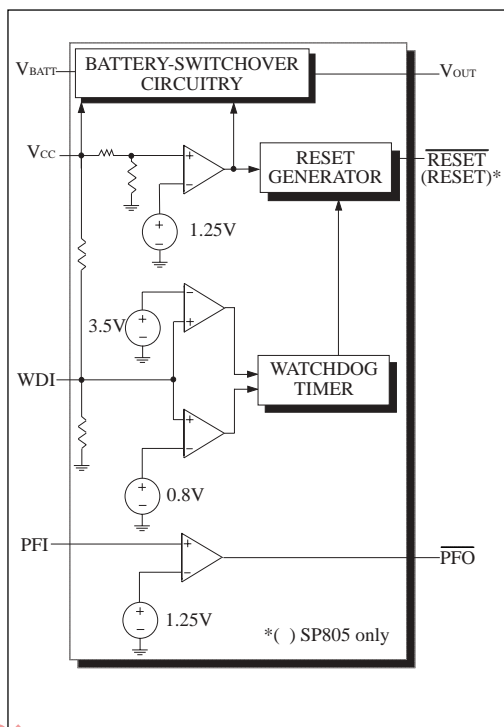 VBATT
BATTERY-SWITCHOVER
CIRCUITRY
VOUT
VCC
+
−
1.25V
RESET
GENERATOR
RESET
(RESET)*
+
−
3.5V
+
−
−
+
WDI
WATCHDOG
TIMER
+
−
0.8V
+
−
PFI
+
−
PFO
1.25V
+
−
*( ) SP805 only